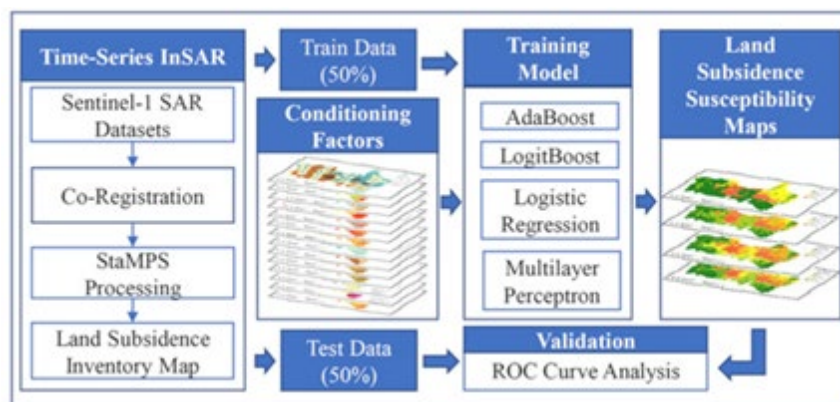 Time-Series InSAR
Sentinel-1 SAR
Datasets
Co-Registration
StaMPS
Processing
Land Subsidence
Inventory Map
Train Data
(50%)
Conditioning
Factors
Test Data
(50%)
Training
Model
AdaBoost
LogitBoost
Logistic
Regression
Multilayer
Perceptron
Land
Subsidence
Susceptibility
Maps
Validation
ROC Curve Analysis